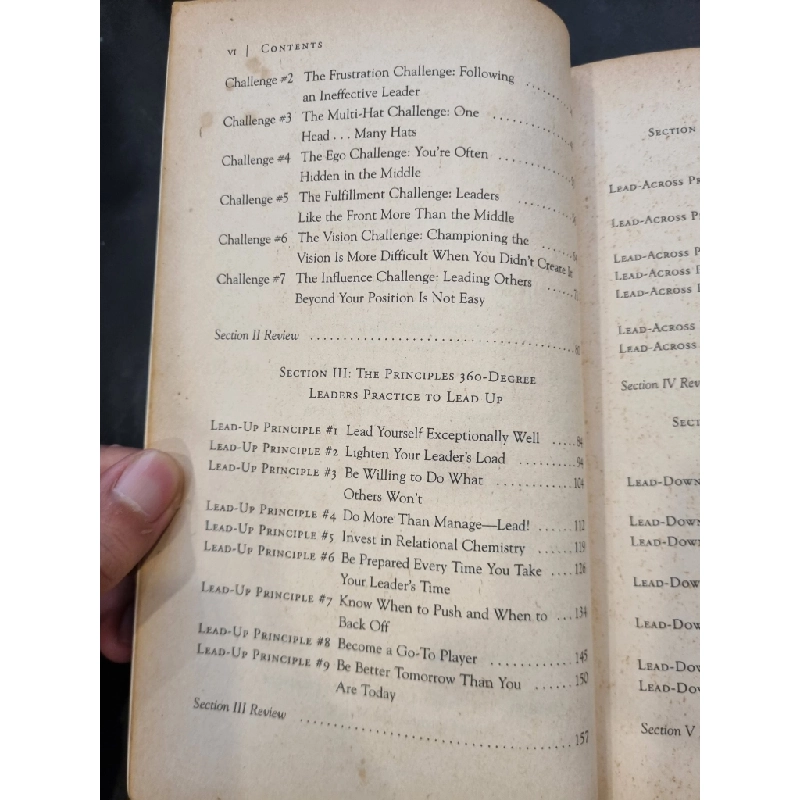 VI | CONTENTS
Challenge #2 The Frustration Challenge: Following
an Ineffective Leader
Challenge #3 The Multi-Hat Challenge: One
Head . . . Many Hats
Challenge #4 The Ego Challenge: You're Often
Hidden in the Middle
Challenge #5 The Fulfillment Challenge: Leaders
Like the Front More Than the Middle
Challenge #6 The Vision Challenge: Championing the
Vision Is More Difficult When You Didn't Create It
Challenge #7 The Influence Challenge: Leading Others
Beyond Your Position Is Not Easy
Section II Review
SECTION III: THE PRINCIPLES 360-DEGREE
LEADERS PRACTICE TO LEAD UP
LEAD-UP PRINCIPLE #1 Lead Yourself Exceptionally Well ..... 84
LEAD-UP PRINCIPLE #2 Lighten Your Leader's Load .......... 94
LEAD-UP PRINCIPLE #3 Be Willing to Do What ............ 104
Others Won't
LEAD-UP PRINCIPLE #4 Do More Than Manage—Lead! ...... 112
LEAD-UP PRINCIPLE #5 Invest in Relational Chemistry ....... 119
LEAD-UP PRINCIPLE #6 Be Prepared Every Time You Take .... 126
Your Leader's Time
LEAD-UP PRINCIPLE #7 Know When to Push and When to ... 134
Back Off
LEAD-UP PRINCIPLE #8 Become a Go-To Player ............ 145
LEAD-UP PRINCIPLE #9 Be Better Tomorrow Than You ...... 150
Are Today
Section III Review .............................. 157
SECTION
LEAD-ACROSS
LEAD-ACROSS
LEAD-ACROSS
LEAD-ACROSS
LEAD-ACROSS
LEAD-ACROSS
LEAD-ACROSS
Section IV
LEAD-DOWN
LEAD-DOWN
LEAD-DOWN
Section V